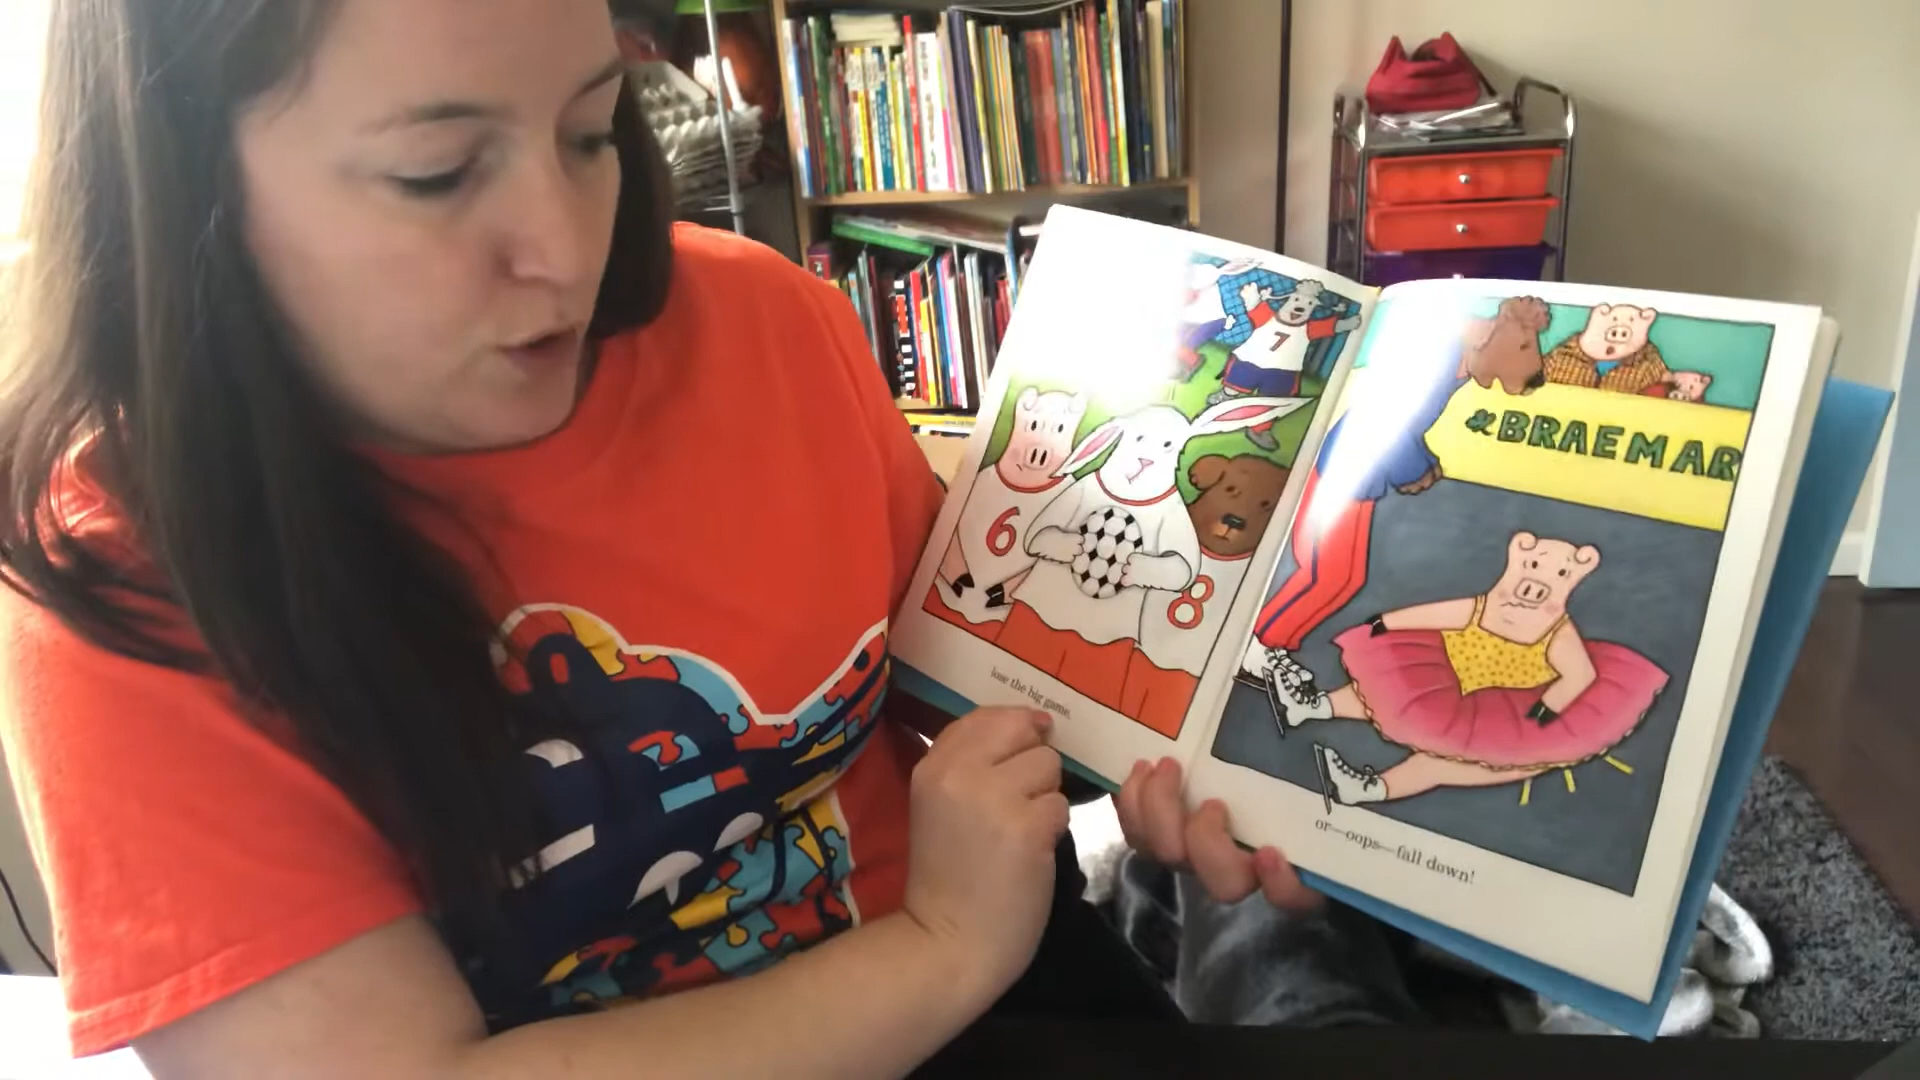 7
6
8
lose the big game,
BRAEMAR
or—oops—fall down!